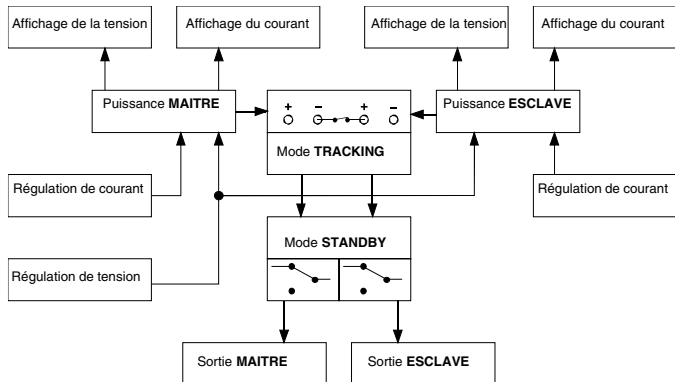 Affichage de la tension
Affichage du courant
Affichage de la tension
Affichage du courant
Puissance MAITRE
+ − + −
Puissance ESCLAVE
Mode TRACKING
Régulation de courant
Régulation de courant
Mode STANDBY
Régulation de tension
Sortie MAITRE
Sortie ESCLAVE